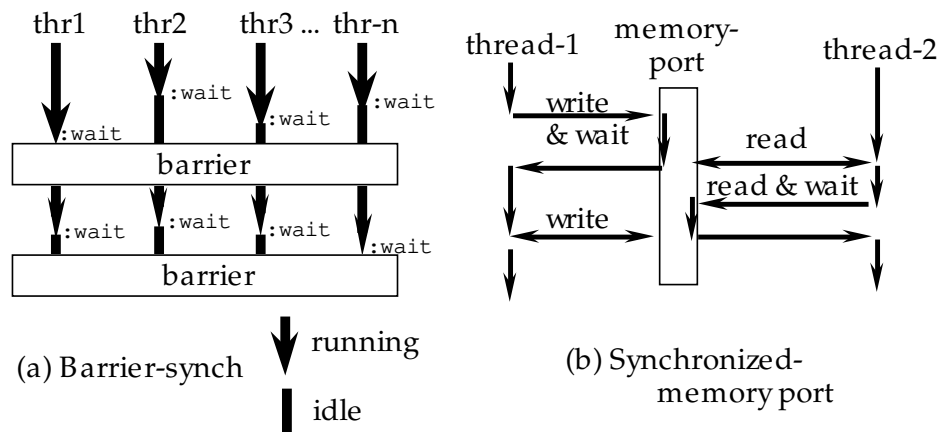 thr1 thr2 thr3 ... thr-n
:wait
:wait
:wait
:wait
barrier
:wait
:wait
:wait
:wait
barrier
running
idle
(a) Barrier-synch
thread-1
memory-
port
thread-2
write
& wait
read
read & wait
write
(b) Synchronized-
memory port